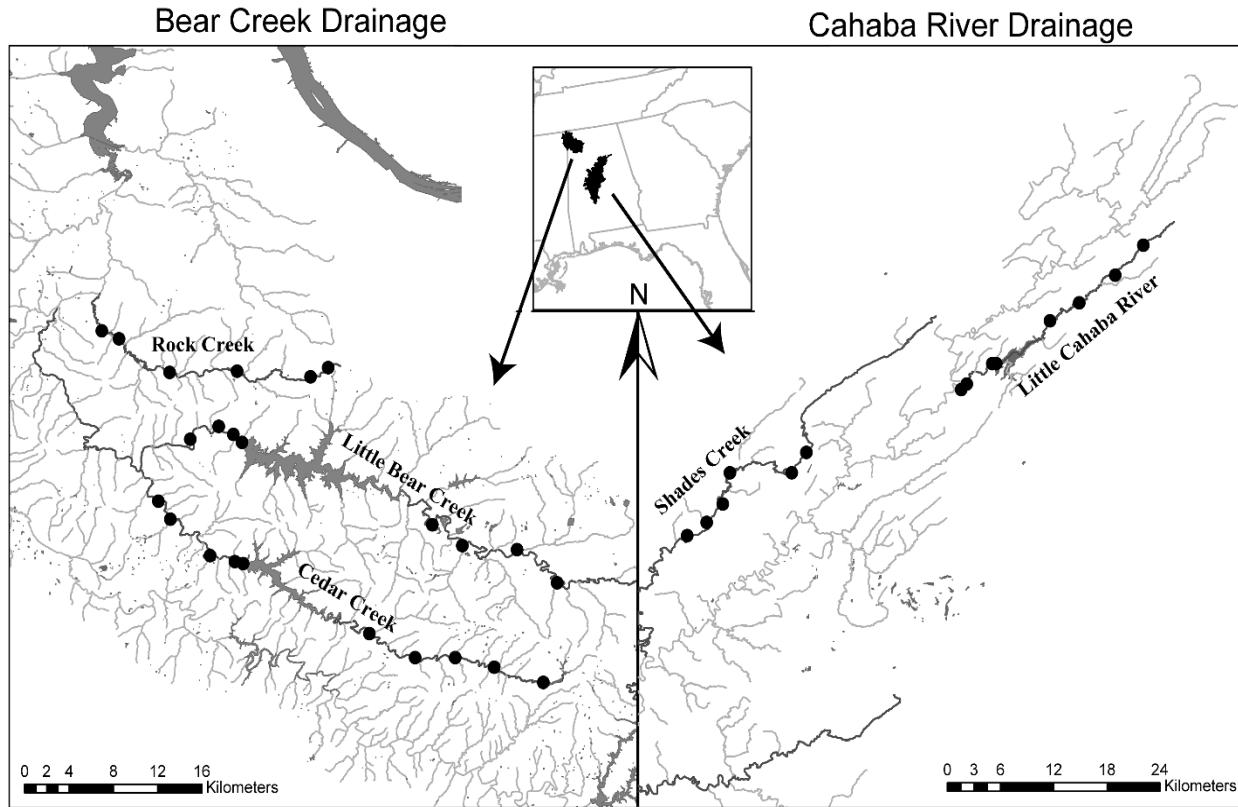 Bear Creek Drainage
Cahaba River Drainage
N
Rock Creek
Little Bear Creek
Cedar Creek
Shades Creek
Little Cahaba River
0 2 4 8 12 16
Kilometers
0 3 6 12 18 24
Kilometers